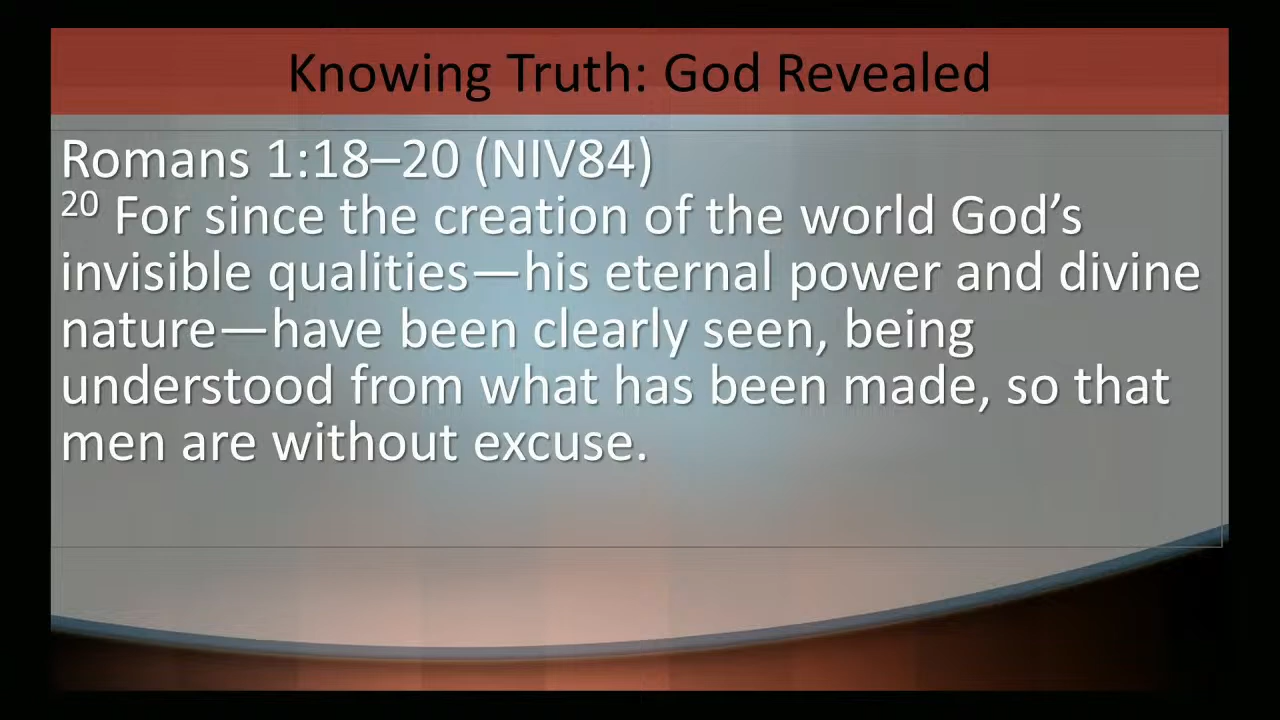 Knowing Truth: God Revealed
Romans 1:18–20 (NIV84)
20 For since the creation of the world God’s
invisible qualities—his eternal power and divine
nature—have been clearly seen, being
understood from what has been made, so that
men are without excuse.